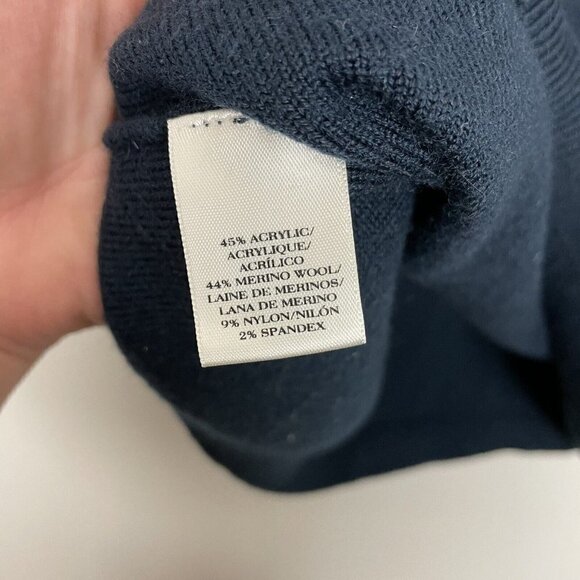 45% ACRYLIC/
ACRYLIQUE/
ACRÍLICO
44% MERINO WOOL/
LAINE DE MERINOS/
LANA DE MERINO
9% NYLON/NILÓN
2% SPANDEX